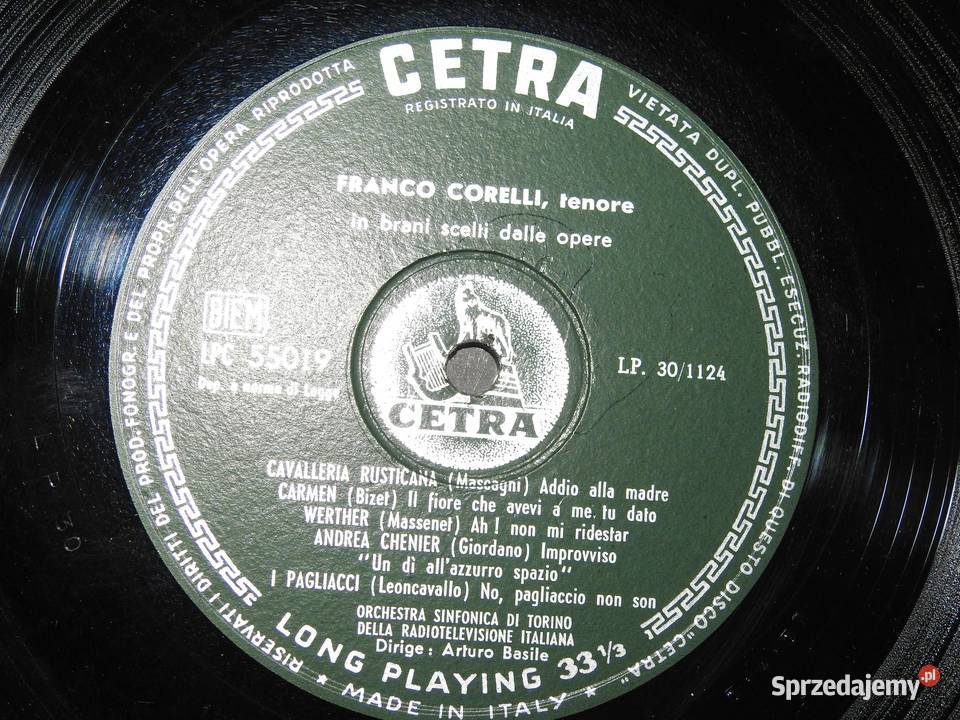 CETRA
REGISTRATO IN ITALIA
FRANCO CORELLI, tenore
in brani scelti dalle opere
BIEM
LPC 55019
Dep. a norma di Legge
LP. 30/1124
CETRA
CAVALLERIA RUSTICANA (Mascagni) Addio alla madre
CARMEN (Bizet) Il fiore che avevi a me tu dato
WERTHER (Massenet) Ah! non mi ridestar
ANDREA CHENIER (Giordano) Improvviso
"Un dì all'azzurro spazio"
I PAGLIACCI (Leoncavallo) No, pagliaccio non son
ORCHESTRA SINFONICA DI TORINO
DELLA RADIOTELEVISIONE ITALIANA
Dirige: Arturo Basile
LONG PLAYING 33 1/3
★ MADE IN ITALY ★
RISERVATI I DIRITTI DEL PROD. FONOGR. E DEL PROPR. DELL'OPERA RIPRODOTTA
VIETATA DUPL. PUBBL. ESECUZ. RADIODIFF. DI QUESTO DISCO "CETRA"
Sprzedajemy.pl